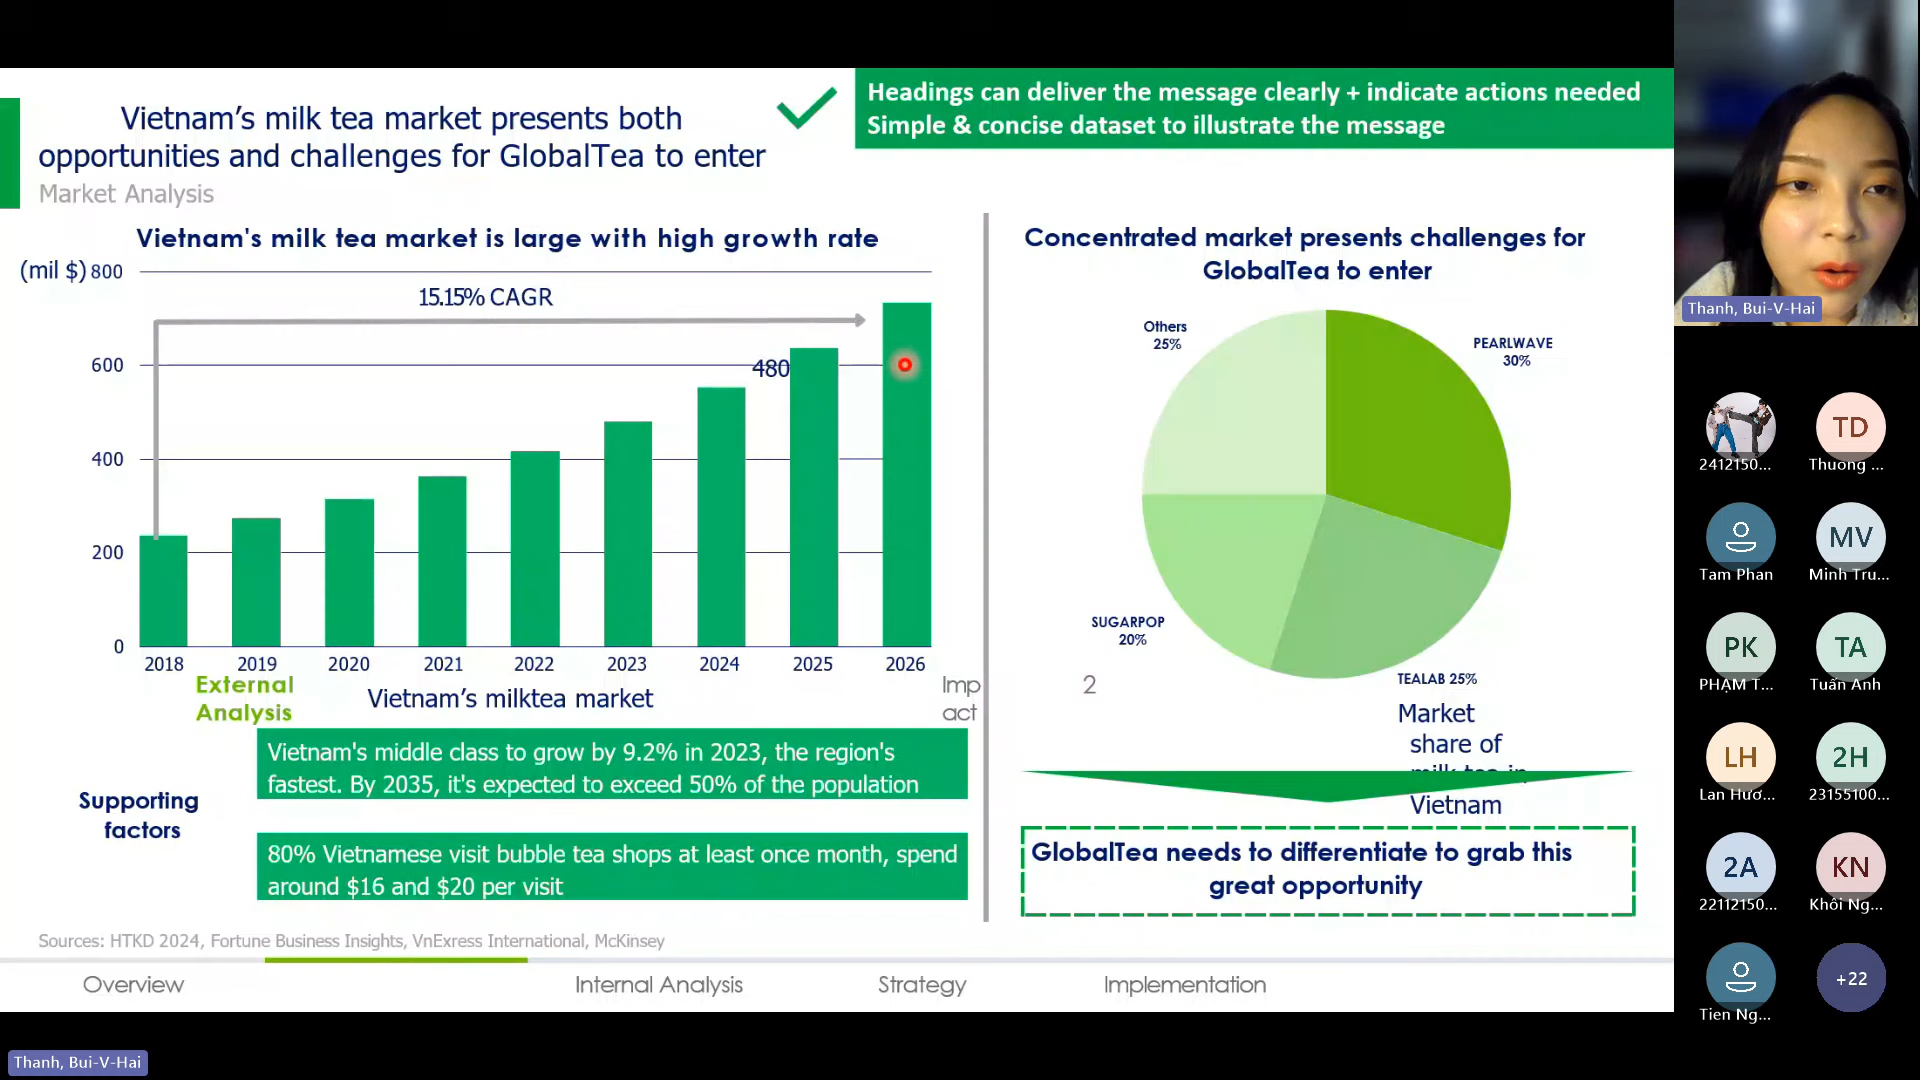 Headings can deliver the message clearly + indicate actions needed
Simple & concise dataset to illustrate the message
Vietnam’s milk tea market presents both
opportunities and challenges for GlobalTea to enter
Market Analysis
Vietnam's milk tea market is large with high growth rate
(mil $)
800
600
400
200
0
15.15% CAGR
480
2018 2019 2020 2021 2022 2023 2024 2025 2026
External
Analysis
Vietnam’s milktea market
Imp
act
Supporting
factors
Vietnam's middle class to grow by 9.2% in 2023, the region's
fastest. By 2035, it's expected to exceed 50% of the population
80% Vietnamese visit bubble tea shops at least once month, spend
around $16 and $20 per visit
Concentrated market presents challenges for
GlobalTea to enter
Others
25%
PEARLWAVE
30%
SUGARPOP
20%
TEALAB 25%
2
Market
share of
milk tea in
Vietnam
GlobalTea needs to differentiate to grab this
great opportunity
Sources: HTKD 2024, Fortune Business Insights, VnExress International, McKinsey
Overview
Internal Analysis
Strategy
Implementation
Thanh, Bui-V-Hai
2412150...
TD
Thuong ...
Tam Phan
MV
Minh Tru...
PK
PHẠM T...
TA
Tuấn Anh
LH
Lan Hươ...
2H
23155100...
2A
22112150...
KN
Khôi Ng...
Tien Ng...
+22
Thanh, Bui-V-Hai